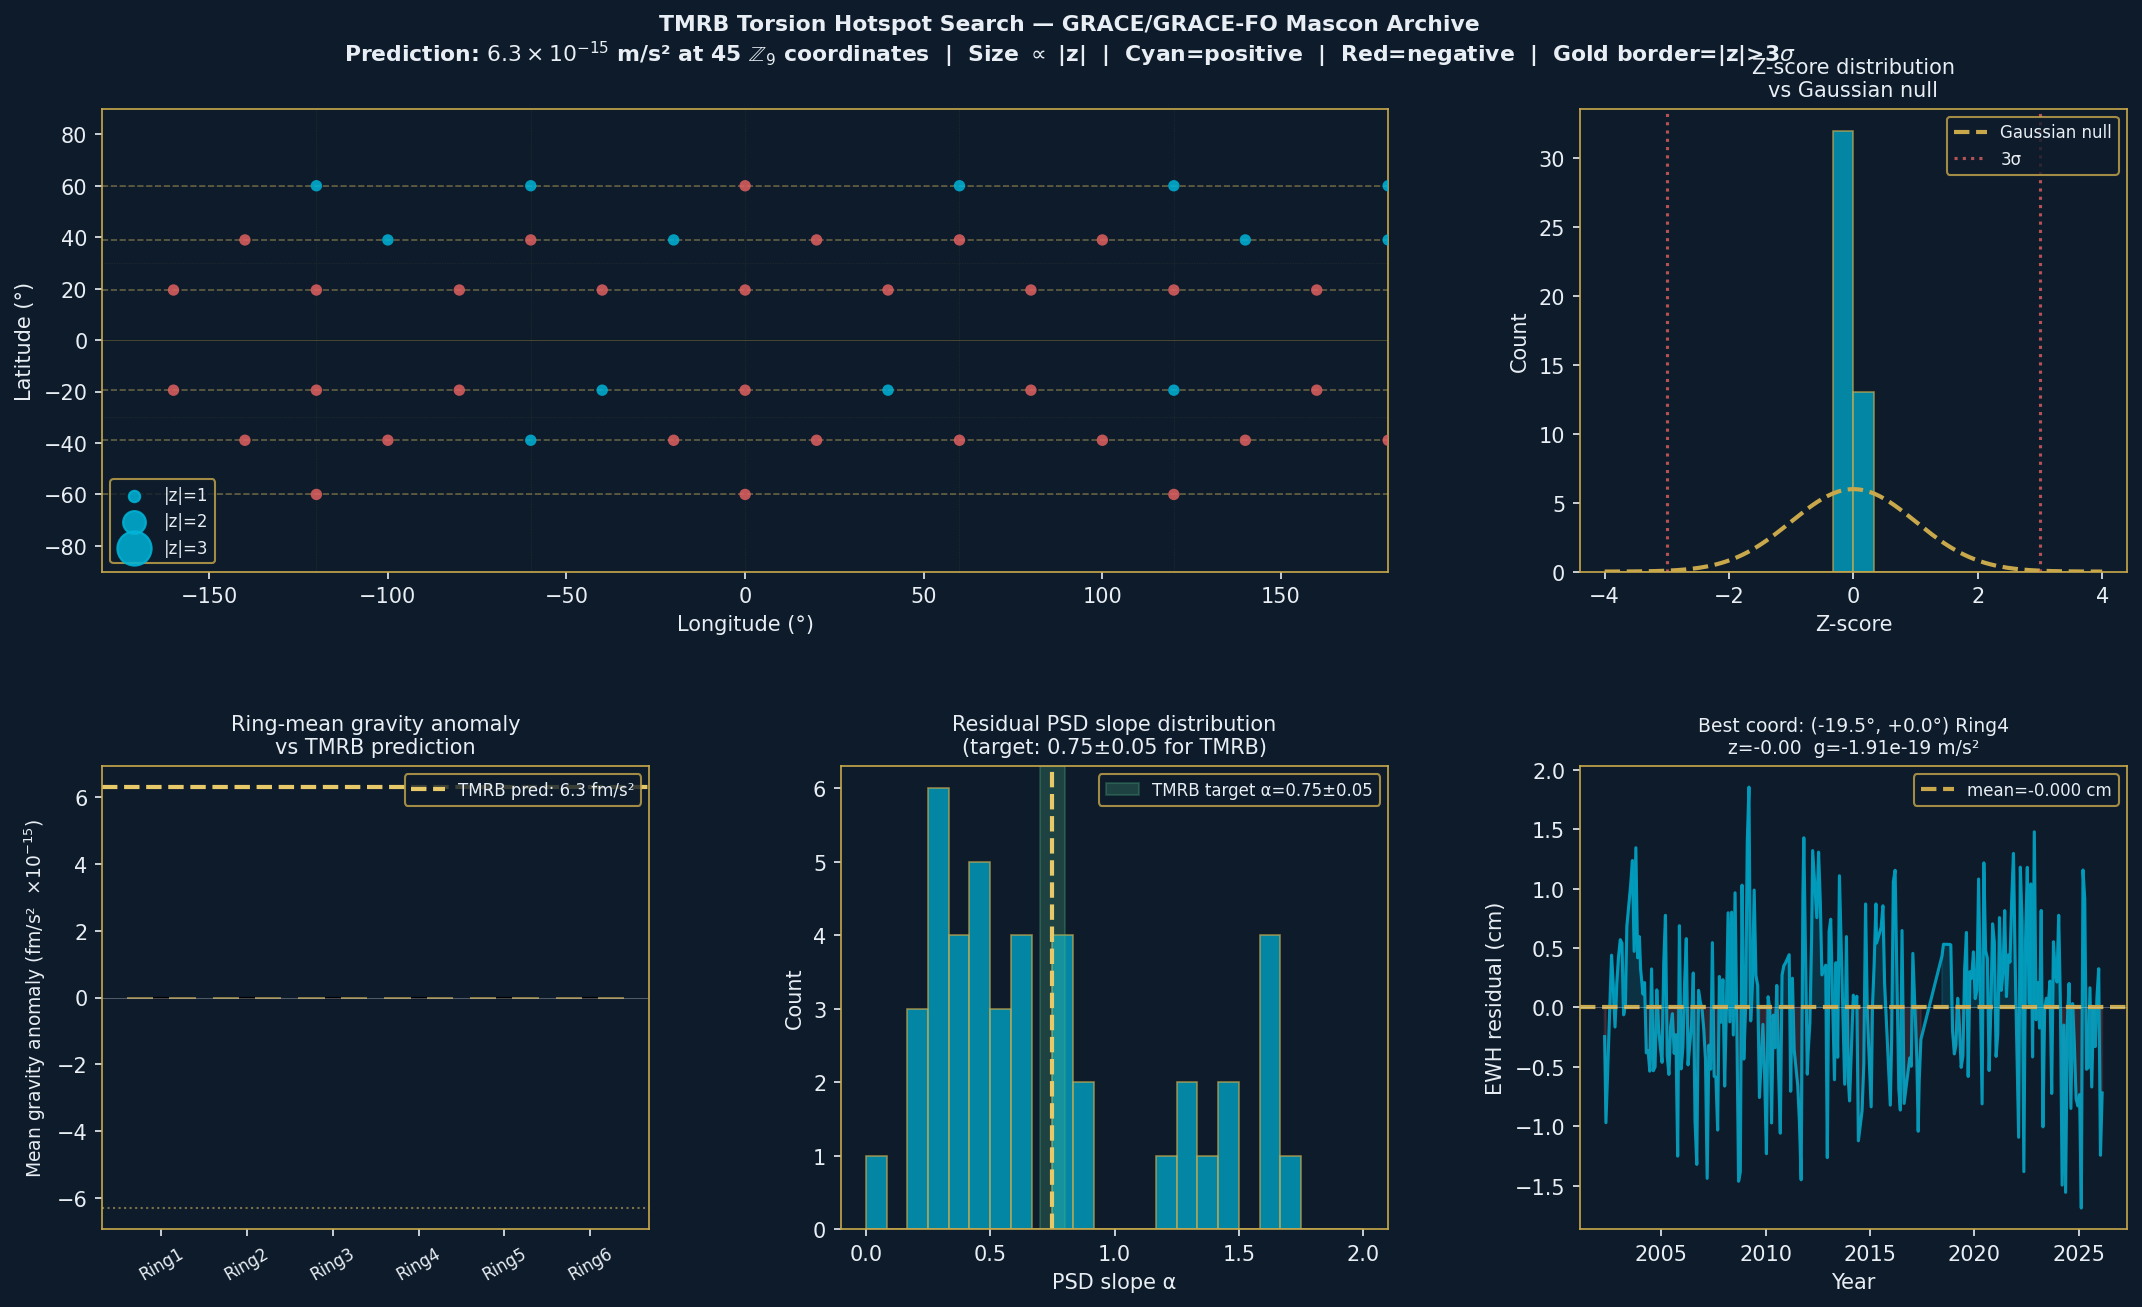 TMRB Torsion Hotspot Search — GRACE/GRACE-FO Mascon Archive
Prediction: 6.3 × 10⁻¹⁵ m/s² at 45 ℤ₉ coordinates | Size ∝ |z| | Cyan=positive | Red=negative | Gold border=|z|>3σ
Latitude (°)
80
60
40
20
0
−20
−40
−60
−80
|z|=1
|z|=2
|z|=3
−150
−100
−50
0
50
100
150
Longitude (°)
Z-score distribution
vs Gaussian null
Count
30
25
20
15
10
5
0
Gaussian null
3σ
−4
−2
0
2
4
Z-score
Ring-mean gravity anomaly
vs TMRB prediction
Mean gravity anomaly (fm/s² ×10⁻¹⁵)
6
4
2
0
−2
−4
−6
TMRB pred: 6.3 fm/s²
Ring1
Ring2
Ring3
Ring4
Ring5
Ring6
Residual PSD slope distribution
(target: 0.75±0.05 for TMRB)
Count
6
5
4
3
2
1
0
TMRB target α=0.75±0.05
0.0
0.5
1.0
1.5
2.0
PSD slope α
Best coord: (-19.5°, +0.0°) Ring4
z=-0.00 g=-1.91e-19 m/s²
EWH residual (cm)
2.0
1.5
1.0
0.5
0.0
−0.5
−1.0
−1.5
mean=-0.000 cm
2005
2010
2015
2020
2025
Year